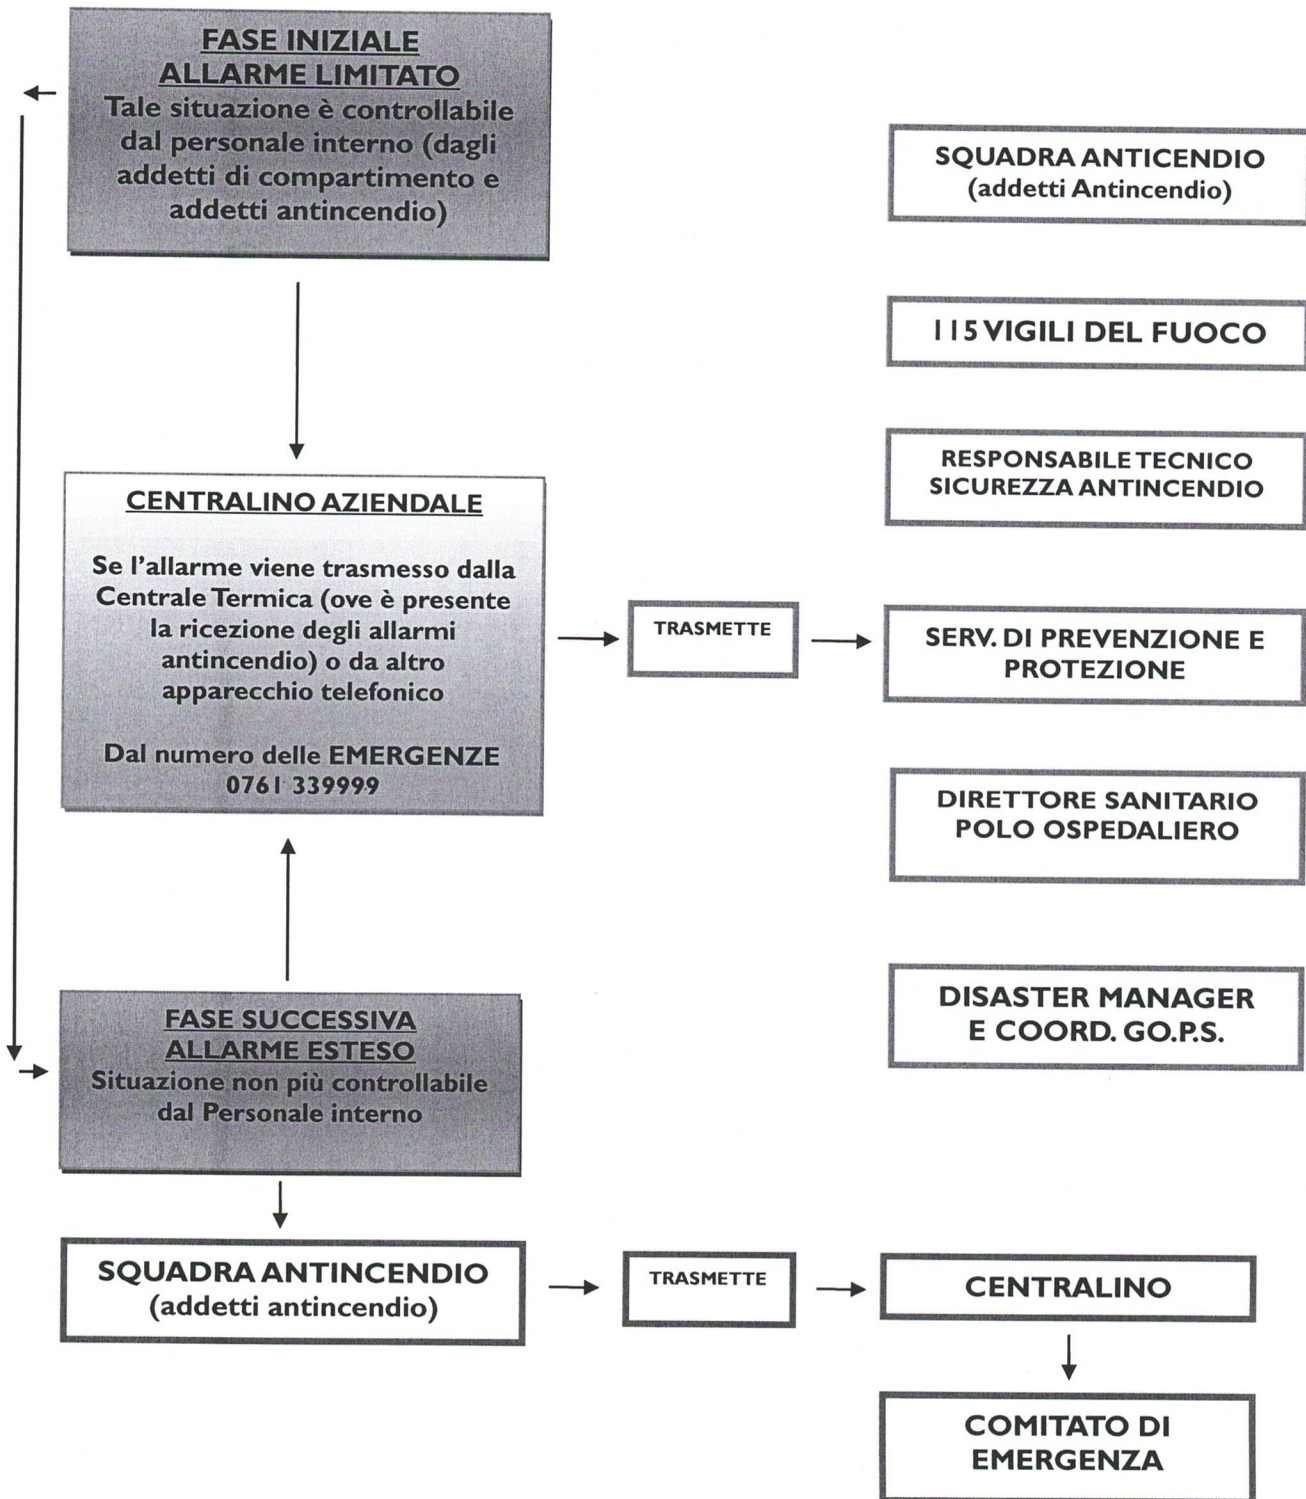 FASE INIZIALE
ALLARME LIMITATO
Tale situazione è controllabile
dal personale interno (dagli
addetti di compartimento e
addetti antincendio)
SQUADRA ANTICENDIO
(addetti Antincendio)
115 VIGILI DEL FUOCO
RESPONSABILE TECNICO
SICUREZZA ANTINCENDIO
CENTRALINO AZIENDALE
Se l'allarme viene trasmesso dalla
Centrale Termica (ove è presente
la ricezione degli allarmi
antincendio) o da altro
apparecchio telefonico
Dal numero delle EMERGENZE
0761 339999
TRASMETTE
SERV. DI PREVENZIONE E
PROTEZIONE
DIRETTORE SANITARIO
POLO OSPEDALIERO
DISASTER MANAGER
E COORD. GO.P.S.
FASE SUCCESSIVA
ALLARME ESTESO
Situazione non più controllabile
dal Personale interno
SQUADRA ANTINCENDIO
(addetti antincendio)
TRASMETTE
CENTRALINO
COMITATO DI
EMERGENZA